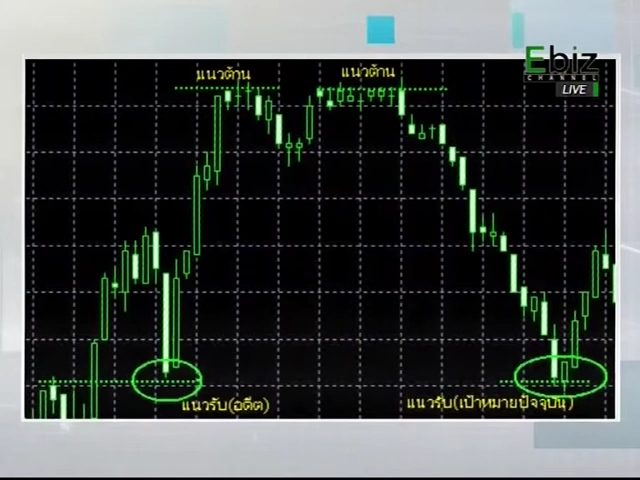 Ebiz
CHANNEL
LIVE
แนวต้าน
แนวต้าน
แนวรับ(อดีต)
แนวรับ(เป้าหมายปัจจุบัน)